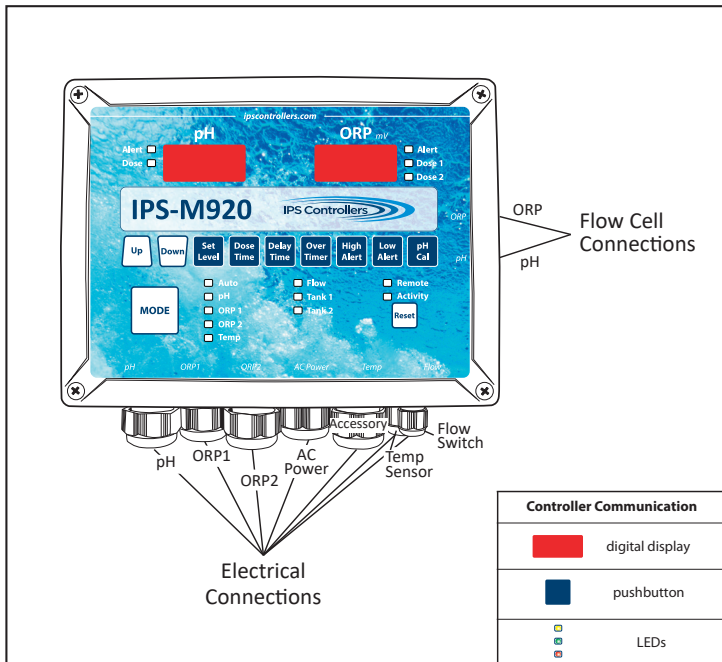 ipscontrollers.com
pH
ORP mV
Alert
Dose
Alert
Dose 1
Dose 2
IPS-M920
IPS Controllers
ORP
pH
Up
Down
Set Level
Dose Time
Delay Time
Over Timer
High Alert
Low Alert
pH Cal
MODE
Auto
pH
ORP 1
ORP 2
Temp
Flow
Tank 1
Tank 2
Remote
Activity
Reset
pH
ORP1
ORP2
AC Power
Temp
Flow
ORP
pH
Flow Cell
Connections
pH
ORP1
ORP2
AC
Power
Accessory
Temp
Sensor
Flow
Switch
Electrical
Connections
Controller Communication
digital display
pushbutton
LEDs